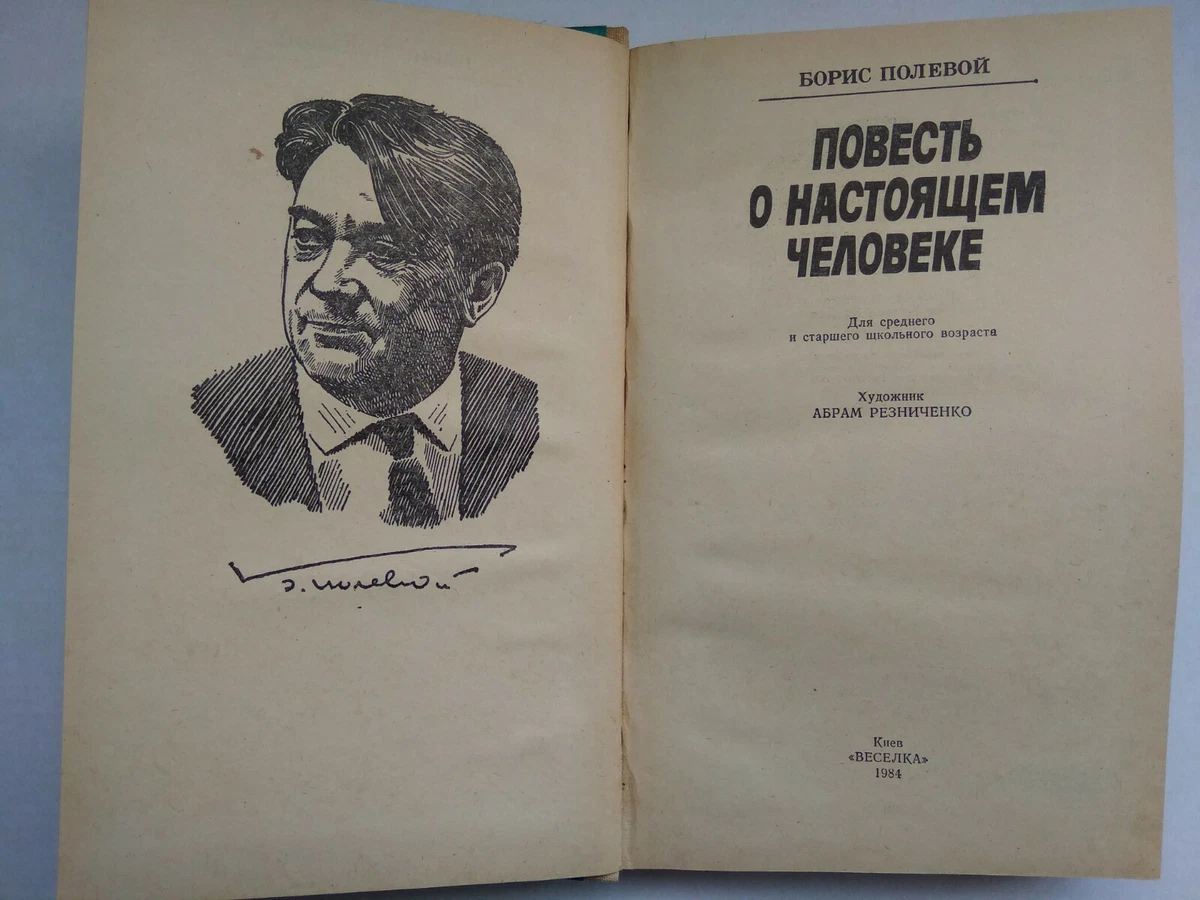 Б. Полевой
БОРИС ПОЛЕВОЙ
ПОВЕСТЬ
О НАСТОЯЩЕМ
ЧЕЛОВЕКЕ
Для среднего
и старшего школьного возраста
Художник
АБРАМ РЕЗНИЧЕНКО
Киев
«ВЕСЕЛКА»
1984